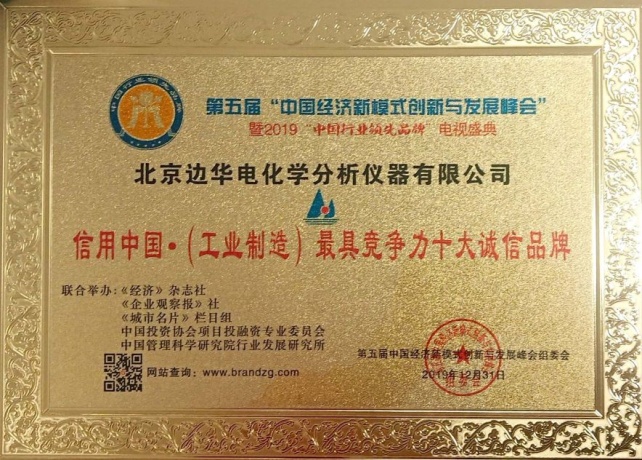 中国行业领先品牌
第五届“中国经济新模式创新与发展峰会”
暨2019 “中国行业领先品牌” 电视盛典
北京边华电化学分析仪器有限公司
信用中国·（工业制造）最具竞争力十大诚信品牌
联合举办：《经济》杂志社
《企业观察报》社
《城市名片》栏目组
中国投资协会项目投融资专业委员会
中国管理科学研究院行业发展研究所
网站查询：www.brandzg.com
第五届中国经济新模式创新与发展峰会组委会
2019年12月31日